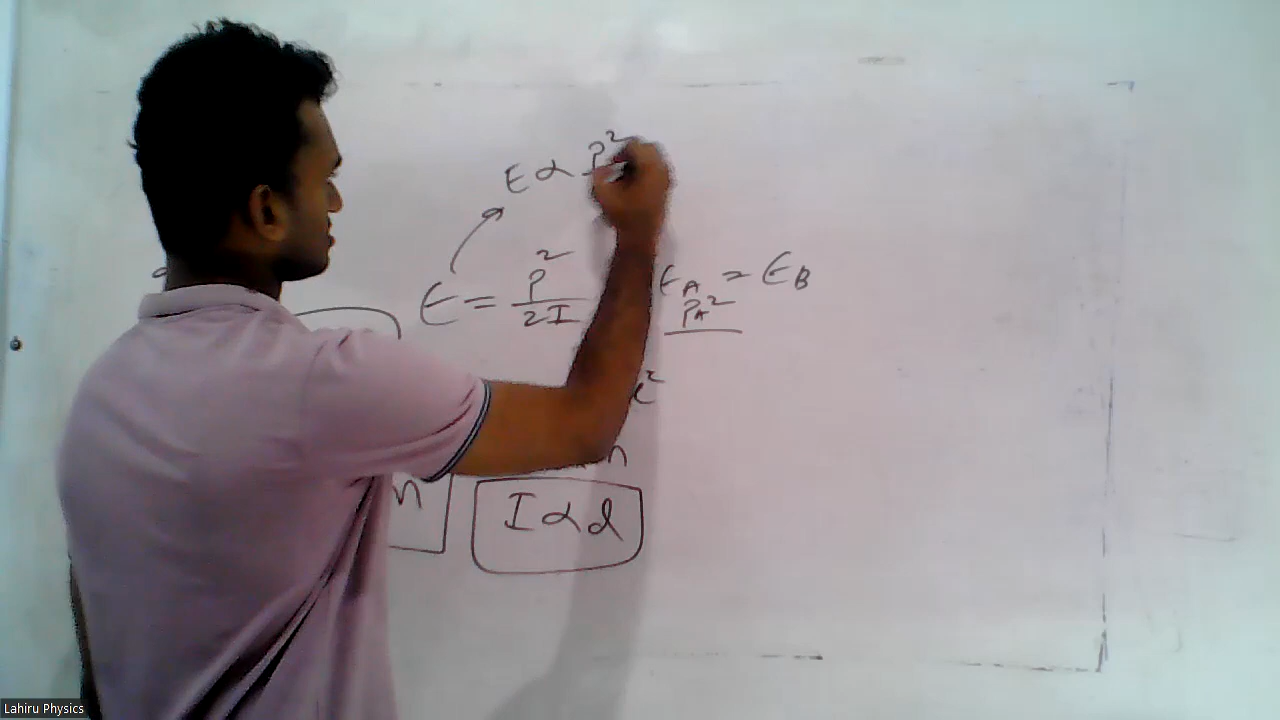 E ∝ P²
E = P²/2I
E_A = E_B
P_A²
n
n
I ∝ d
Lahiru Physics